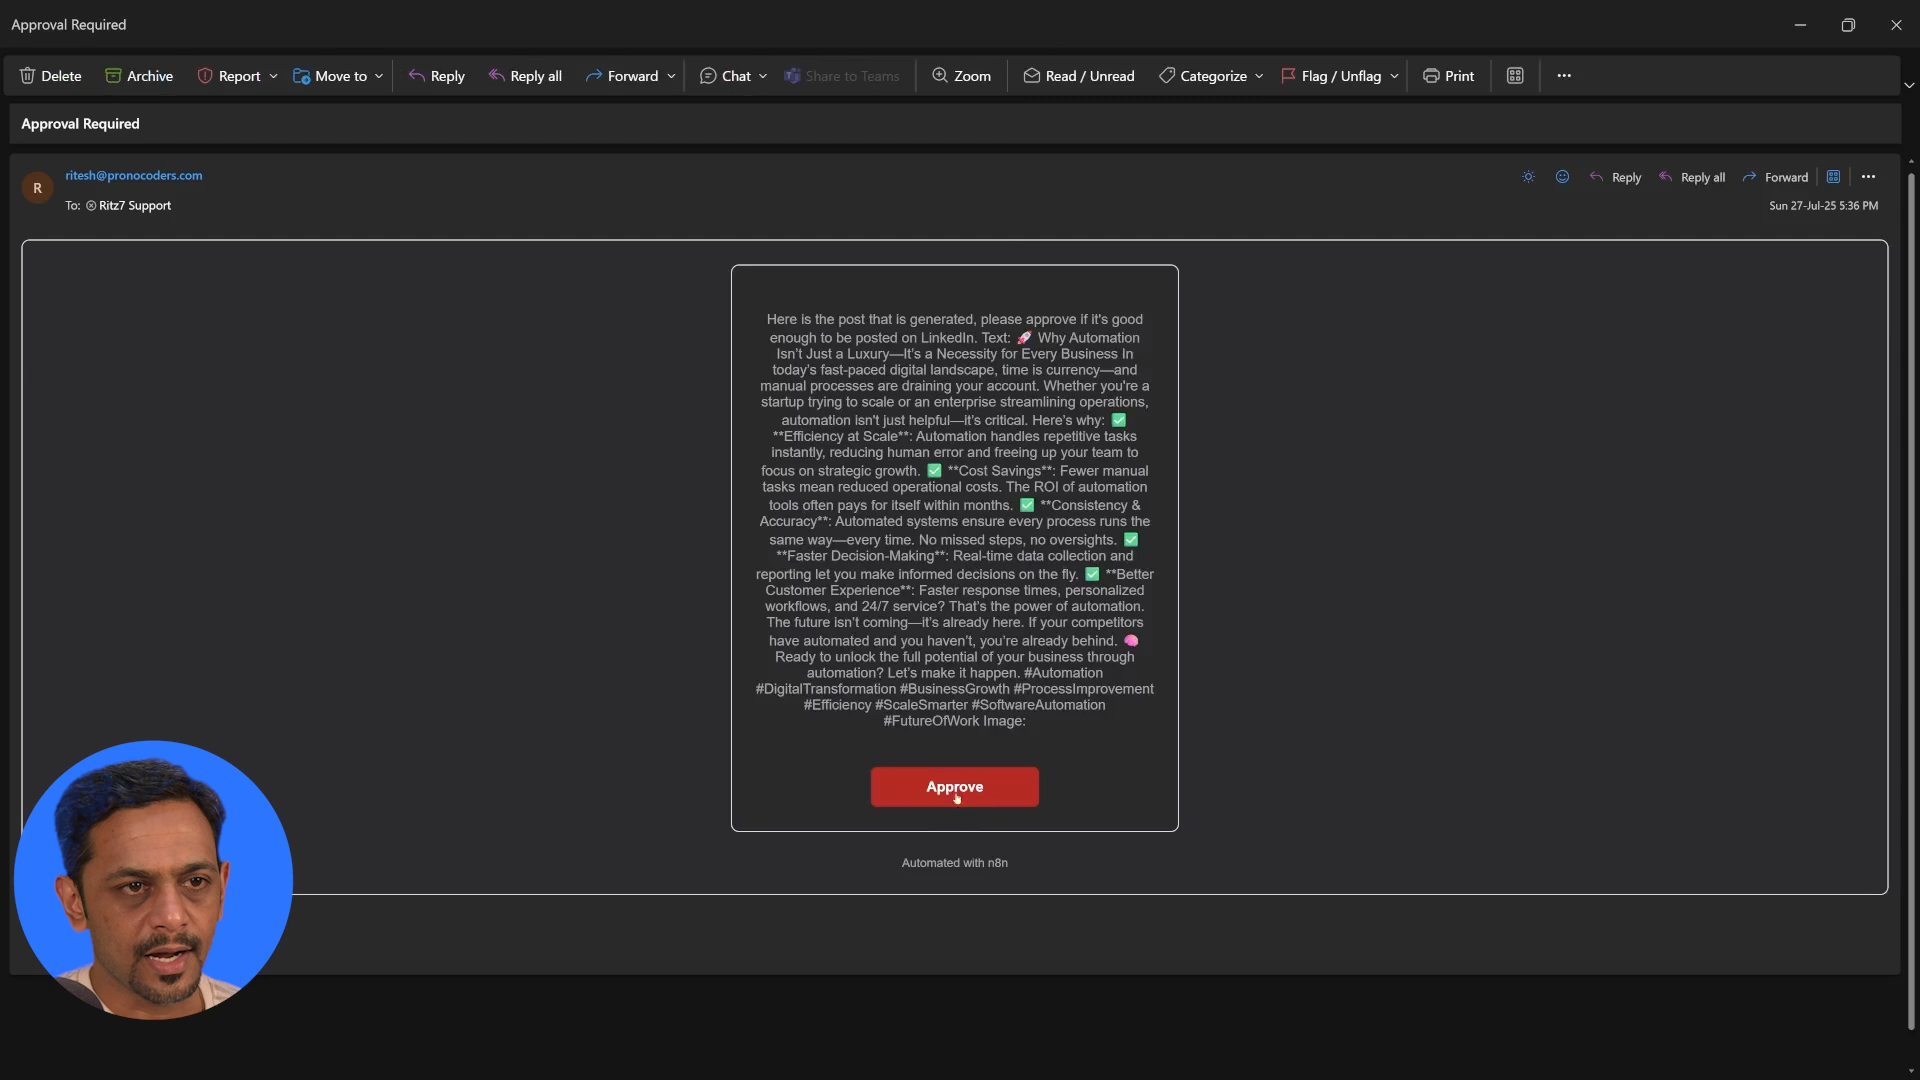 Approval Required
Delete Archive Report Move to Reply Reply all Forward Chat Share to Teams Zoom Read / Unread Categorize Flag / Unflag Print
Approval Required
R
ritesh@pronocoders.com
Reply Reply all Forward
To: Ritz7 Support
Sun 27-Jul-25 5:36 PM
Here is the post that is generated, please approve if it's good
enough to be posted on LinkedIn. Text: 🚀 Why Automation
Isn't Just a Luxury—It's a Necessity for Every Business In
today's fast-paced digital landscape, time is currency—and
manual processes are draining your account. Whether you're a
startup trying to scale or an enterprise streamlining operations,
automation isn't just helpful—it's critical. Here's why: ✅
**Efficiency at Scale**: Automation handles repetitive tasks
instantly, reducing human error and freeing up your team to
focus on strategic growth. ✅ **Cost Savings**: Fewer manual
tasks mean reduced operational costs. The ROI of automation
tools often pays for itself within months. ✅ **Consistency &
Accuracy**: Automated systems ensure every process runs the
same way—every time. No missed steps, no oversights. ✅
**Faster Decision-Making**: Real-time data collection and
reporting let you make informed decisions on the fly. ✅ **Better
Customer Experience**: Faster response times, personalized
workflows, and 24/7 service? That's the power of automation.
The future isn't coming—it's already here. If your competitors
have automated and you haven't, you're already behind. 🧠
Ready to unlock the full potential of your business through
automation? Let's make it happen. #Automation
#DigitalTransformation #BusinessGrowth #ProcessImprovement
#Efficiency #ScaleSmarter #SoftwareAutomation
#FutureOfWork Image:
Approve
Automated with n8n